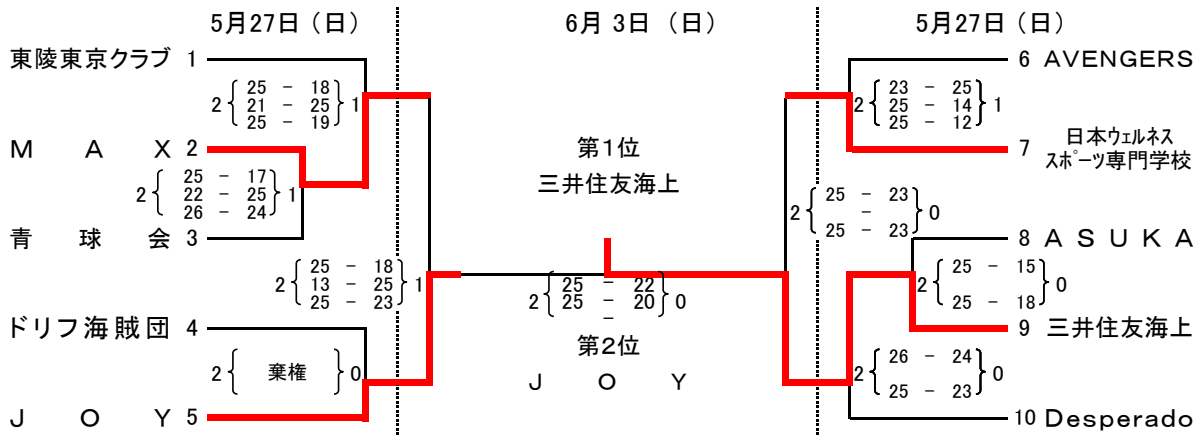 5月27日（日）
6月 3日（日）
5月27日（日）
東陵東京クラブ 1
2 { 25 － 18 } 1
21 － 25
25 － 19
M A X 2
2 { 25 － 17 } 1
22 － 25
26 － 24
青 球 会 3
2 { 25 － 18 } 1
13 － 25
25 － 23
ドリフ海賊団 4
2 { 棄権 } 0
J O Y 5
第1位
三井住友海上
2 { 25 － 22 } 0
25 － 20
－
第2位
J O Y
6 AVENGERS
2 { 23 － 25 } 1
25 － 14
25 － 12
7 日本ウェルネス
スポーツ専門学校
2 { 25 － 23 } 0
－
25 － 23
8 A S U K A
2 { 25 － 15 } 0
25 － 18
9 三井住友海上
2 { 26 － 24 } 0
25 － 23
10 Desperado